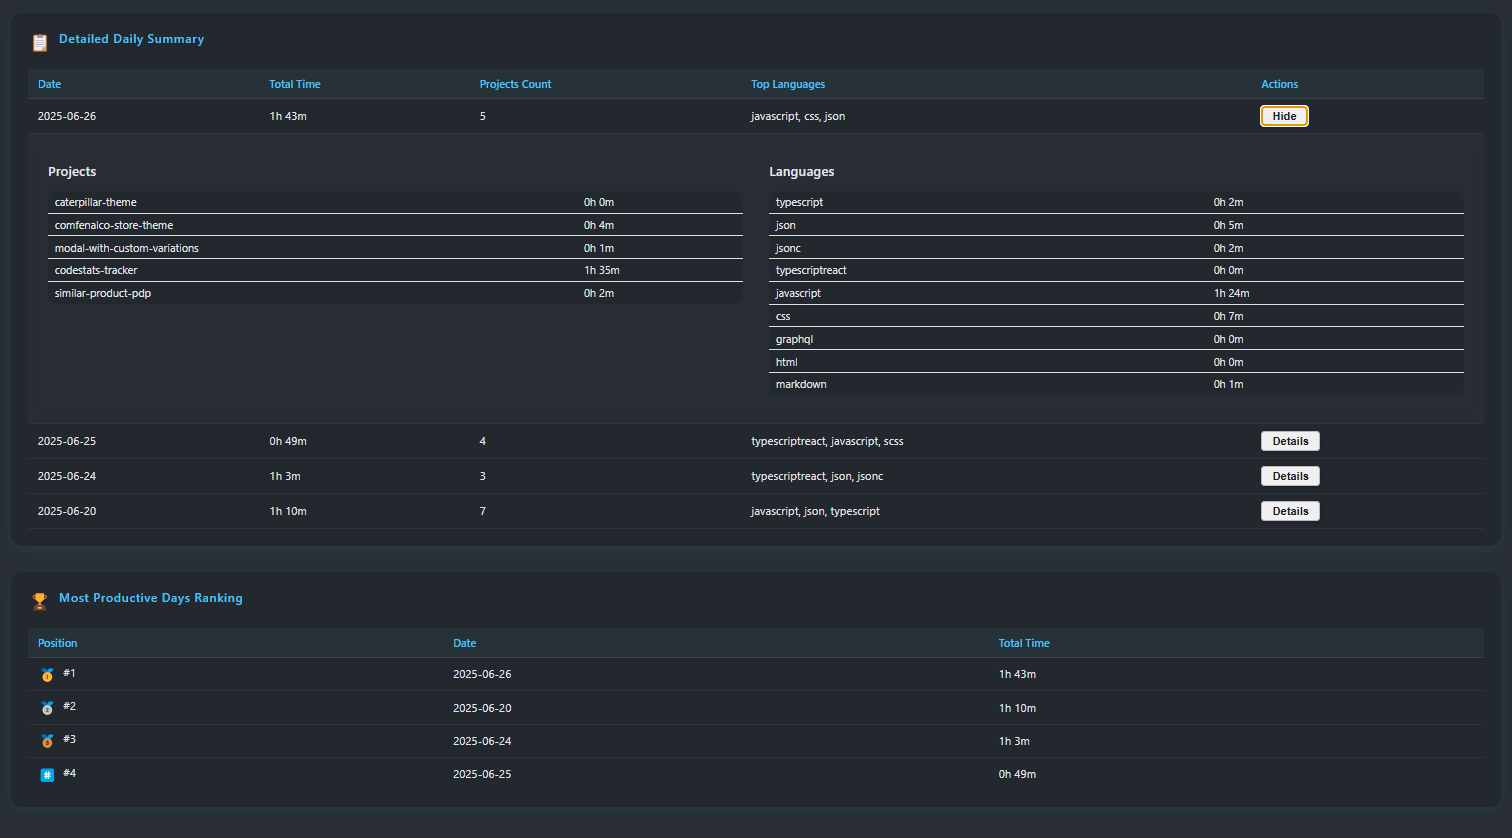 Detailed Daily Summary
Date Total Time Projects Count Top Languages Actions
2025-06-26 1h 43m 5 javascript, css, json Hide
Projects
caterpillar-theme 0h 0m
comfenalco-store-theme 0h 4m
modal-with-custom-variations 0h 1m
codestats-tracker 1h 35m
similar-product-pdp 0h 2m
Languages
typescript 0h 2m
json 0h 5m
jsonc 0h 2m
typescriptreact 0h 0m
javascript 1h 24m
css 0h 7m
graphql 0h 0m
html 0h 0m
markdown 0h 1m
2025-06-25 0h 49m 4 typescriptreact, javascript, scss Details
2025-06-24 1h 3m 3 typescriptreact, json, jsonc Details
2025-06-20 1h 10m 7 javascript, json, typescript Details
Most Productive Days Ranking
Position Date Total Time
#1 2025-06-26 1h 43m
#2 2025-06-20 1h 10m
#3 2025-06-24 1h 3m
#4 2025-06-25 0h 49m